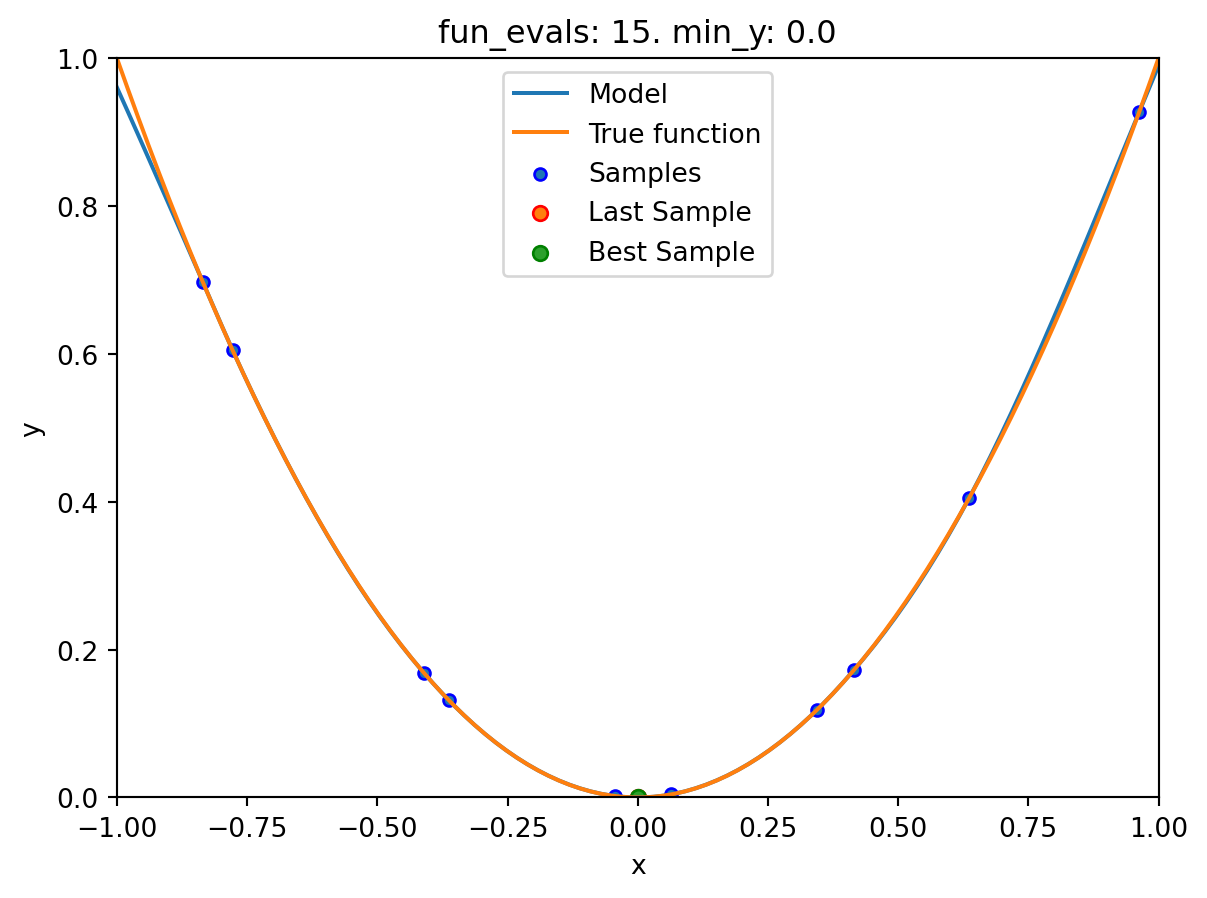 fun_evals: 15. min_y: 0.0
Model
True function
Samples
Last Sample
Best Sample
1.0
0.8
0.6
0.4
0.2
0.0
y
−1.00 −0.75 −0.50 −0.25 0.00 0.25 0.50 0.75 1.00
x